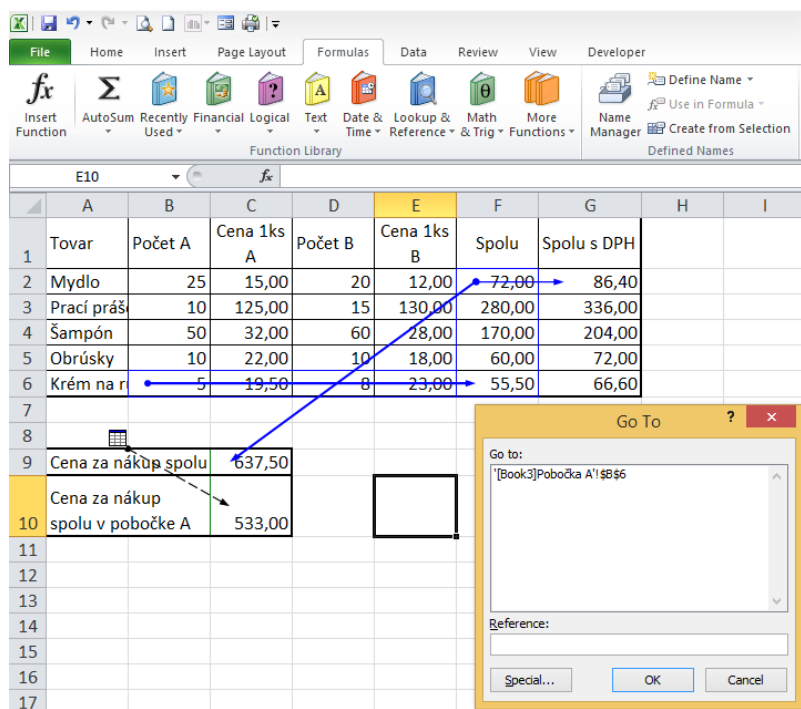 File Home Insert Page Layout Formulas Data Review View Developer
fx Σ A θ Define Name
Use in Formula
Insert Function AutoSum Recently Used Financial Logical Text Date & Time Lookup & Reference Math & Trig More Functions Name Manager Create from Selection
Function Library Defined Names
E10 fx
A B C D E F G H I
1 Tovar Počet A Cena 1ks A Počet B Cena 1ks B Spolu Spolu s DPH
2 Mydlo 25 15,00 20 12,00 72,00 86,40
3 Prací práš 10 125,00 15 130,00 280,00 336,00
4 Šampón 50 32,00 60 28,00 170,00 204,00
5 Obrúsky 10 22,00 10 18,00 60,00 72,00
6 Krém na r 5 19,50 8 23,00 55,50 66,60
7
8
9 Cena za nákup spolu 637,50
10 Cena za nákup spolu v pobočke A 533,00
11
12
13
14
15
16
17
Go To ? ×
Go to:
'[Book3]Pobočka A'!$B$6
Reference:
Special... OK Cancel